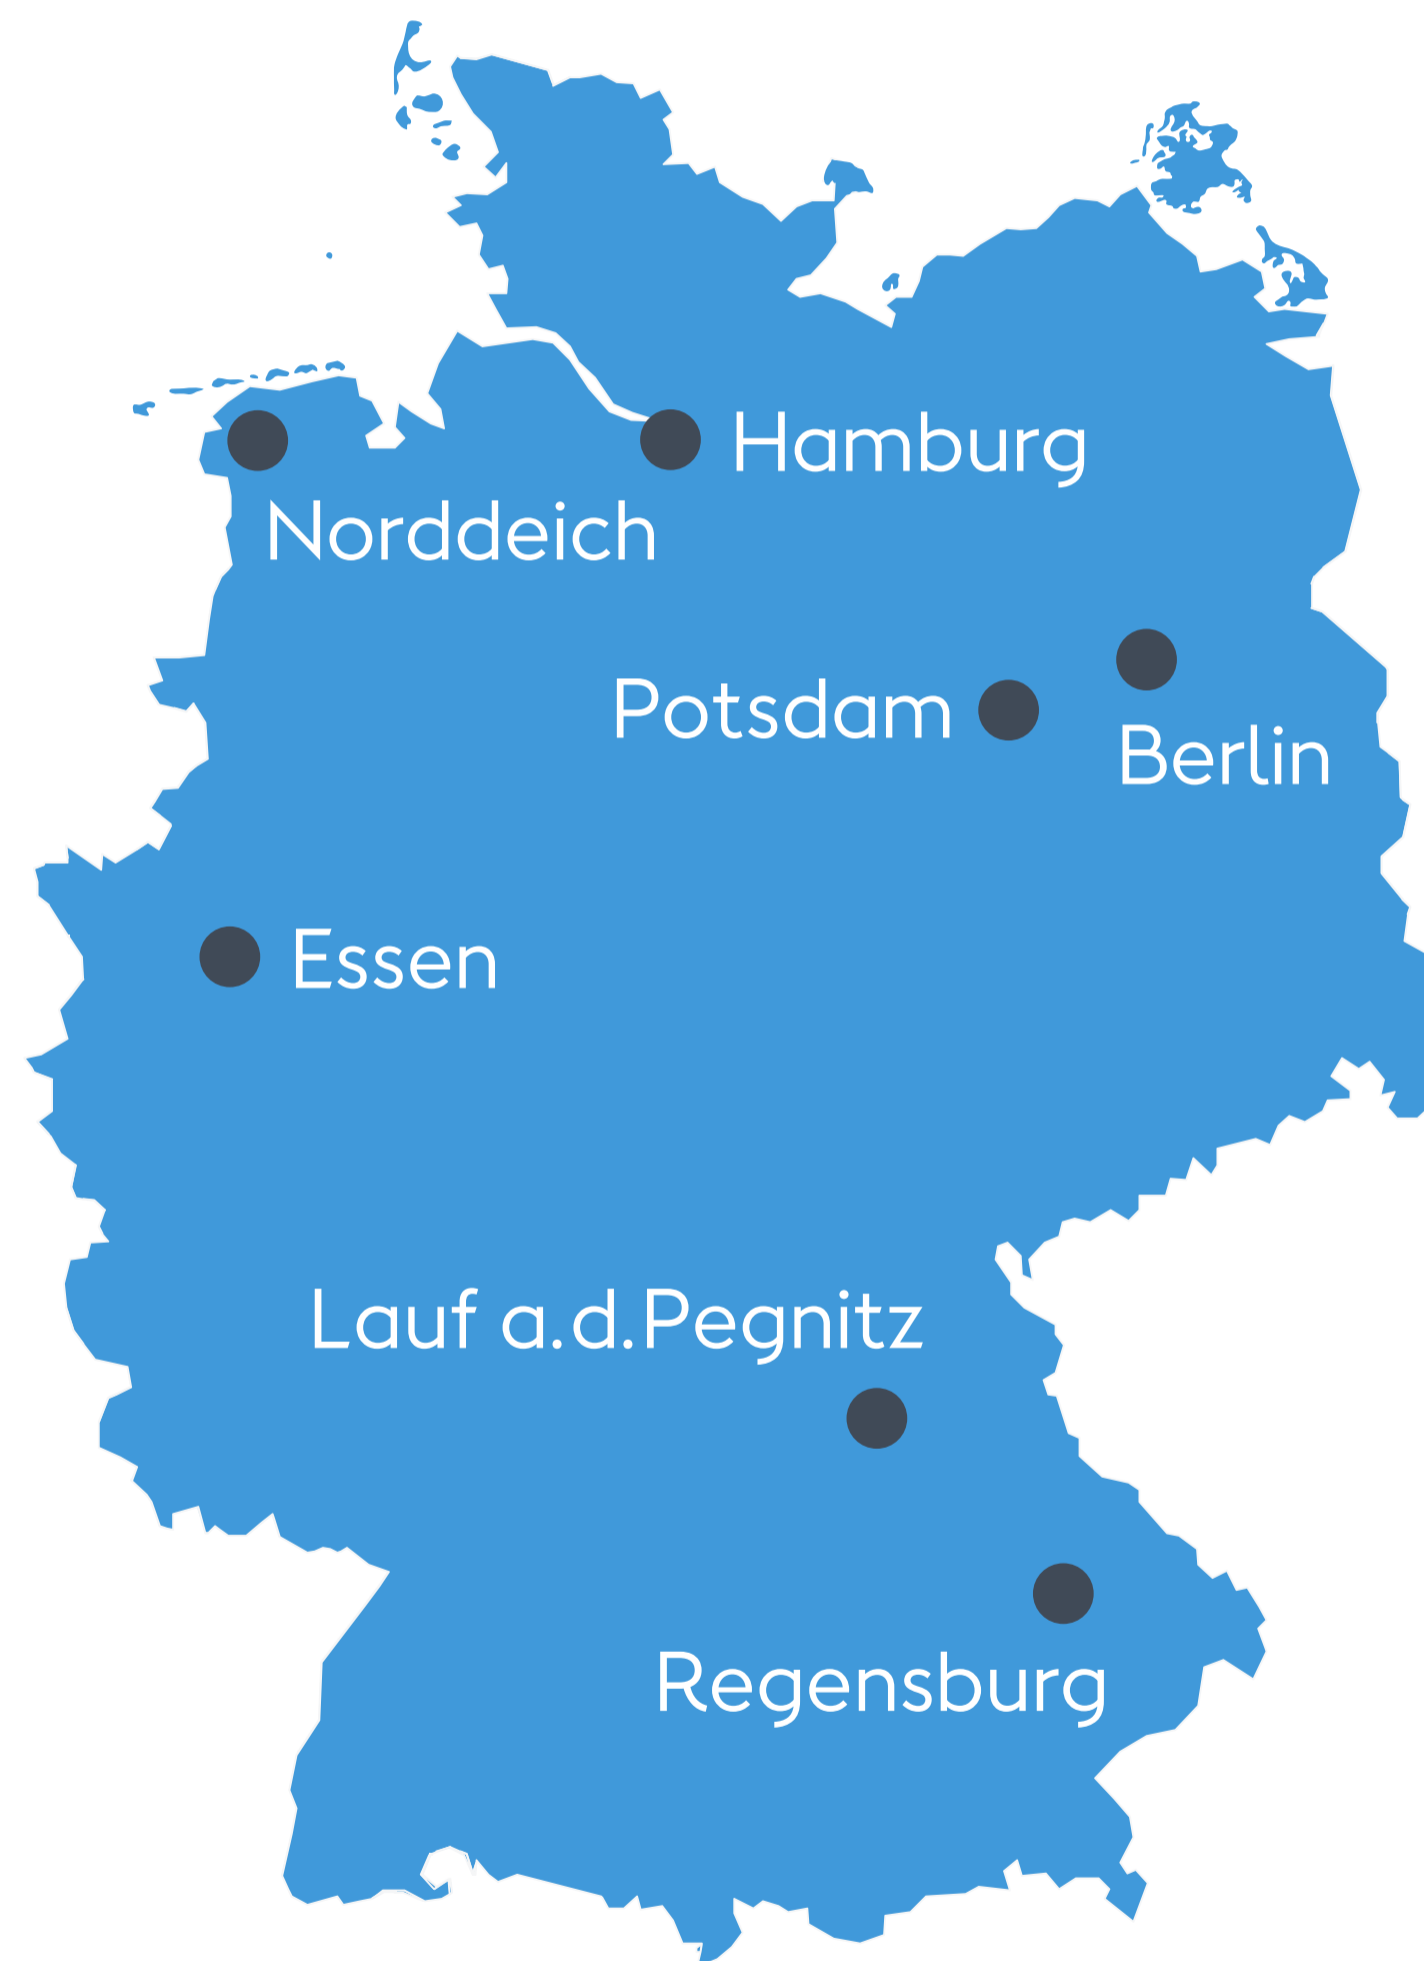 Hamburg
Norddeich
Potsdam
Berlin
Essen
Lauf a.d.Pegnitz
Regensburg